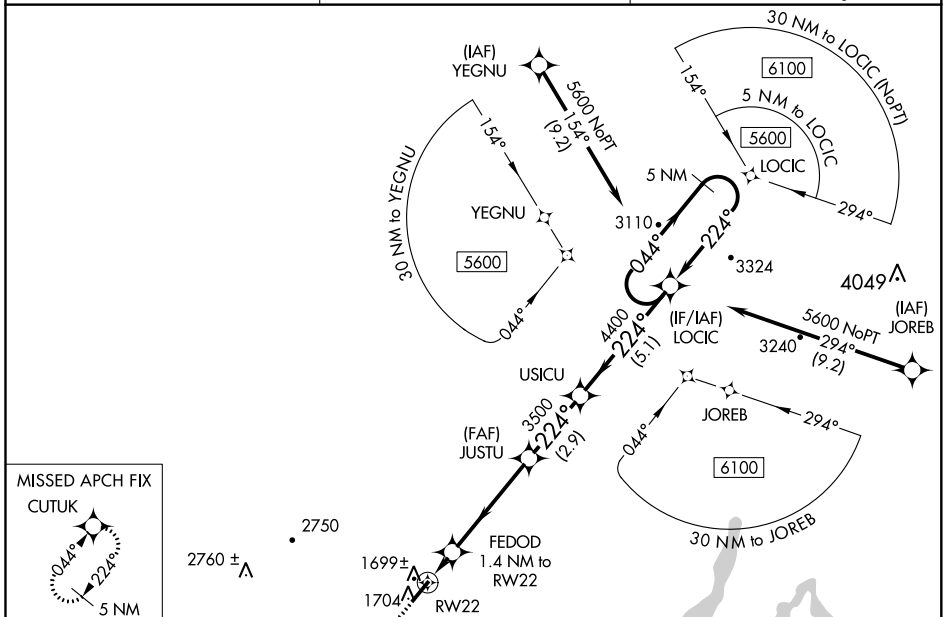 (IAF)
YEGNU
5600 NoPT
154°
(9.2)
30 NM to LOCIC (NoPT)
6100
154°
5 NM to LOCIC
5600
LOCIC
294°
30 NM to YEGNU
154°
YEGNU
5600
044°
5 NM
3110
044°
224°
3324
4049
(IAF)
JOREB
5600 NoPT
294°
(9.2)
3240
(IF/IAF)
LOCIC
4400
224°
(5.1)
USICU
3500
224°
(2.9)
(FAF)
JUSTU
044°
JOREB
294°
6100
30 NM to JOREB
MISSED APCH FIX
CUTUK
044°
224°
5 NM
2760 ±
2750
FEDOD
1.4 NM to
RW22
1699±
1704
RW22